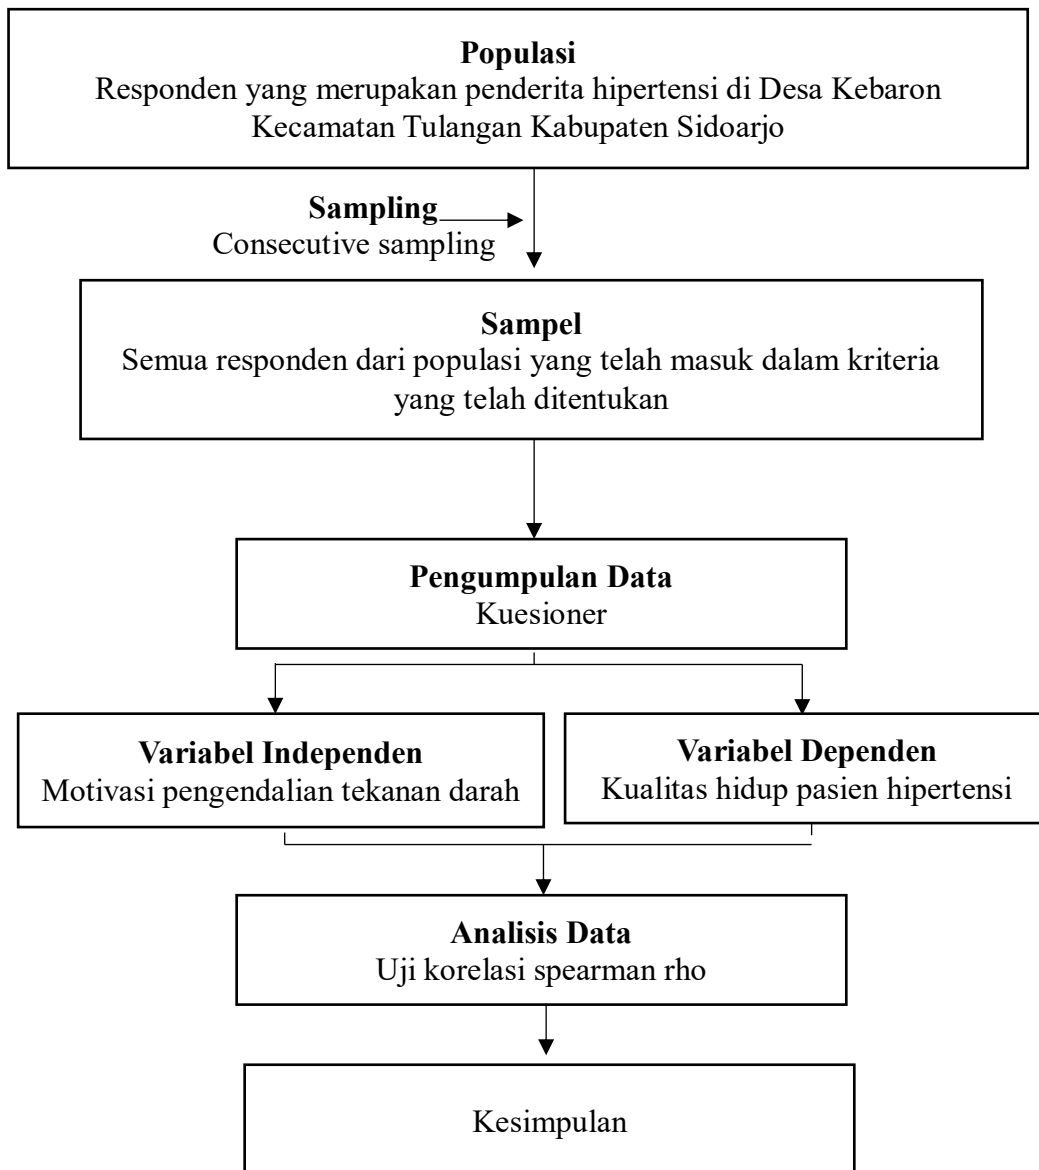 Populasi
Responden yang merupakan penderita hipertensi di Desa Kebaron
Kecamatan Tulangan Kabupaten Sidoarjo
Sampling
Consecutive sampling
Sampel
Semua responden dari populasi yang telah masuk dalam kriteria
yang telah ditentukan
Pengumpulan Data
Kuesioner
Variabel Independen
Motivasi pengendalian tekanan darah
Variabel Dependen
Kualitas hidup pasien hipertensi
Analisis Data
Uji korelasi spearman rho
Kesimpulan